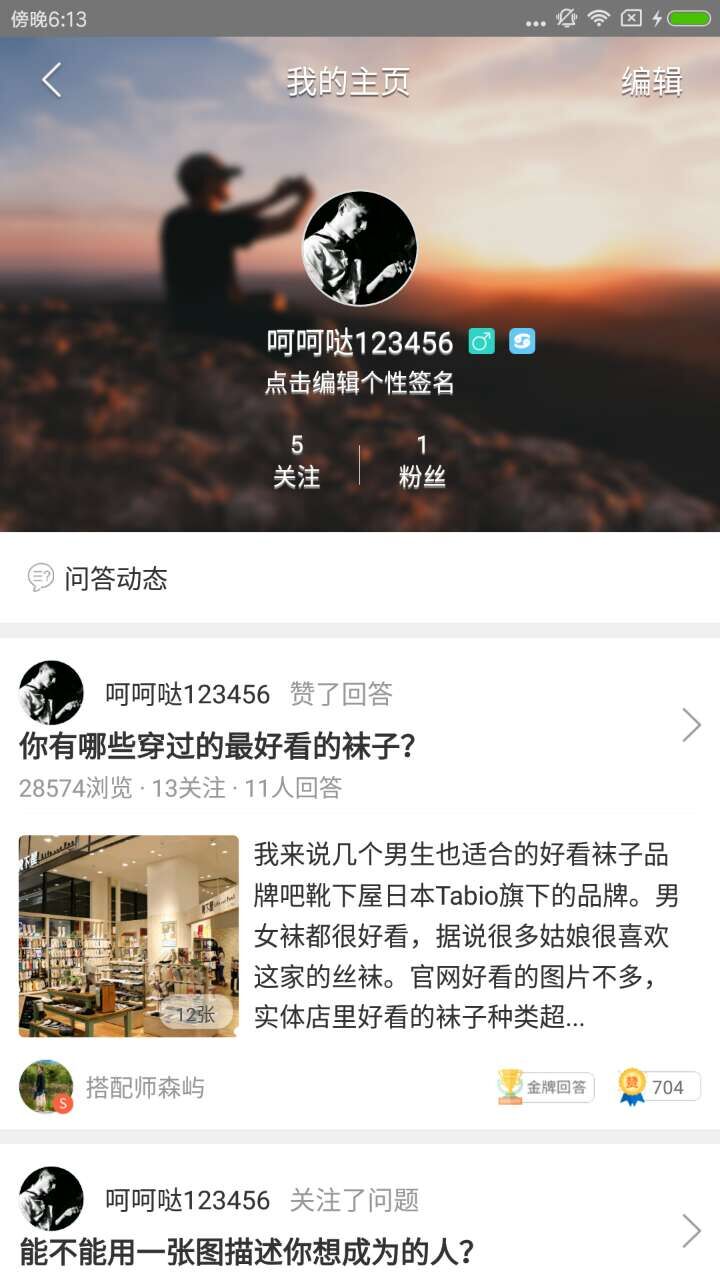 傍晚6:13
我的主页
编辑
呵呵哒123456
点击编辑个性签名
5
1
关注
粉丝
问答动态
呵呵哒123456 赞了回答
你有哪些穿过的最好看的袜子?
28574浏览 · 13关注 · 11人回答
我来说几个男生也适合的好看袜子品
牌吧靴下屋日本Tabio旗下的品牌。男
女袜都很好看，据说很多姑娘很喜欢
这家的丝袜。官网好看的图片不多，
实体店里好看的袜子种类超...
12张
搭配师森屿
S
金牌回答
赞
704
呵呵哒123456 关注了问题
能不能用一张图描述你想成为的人?